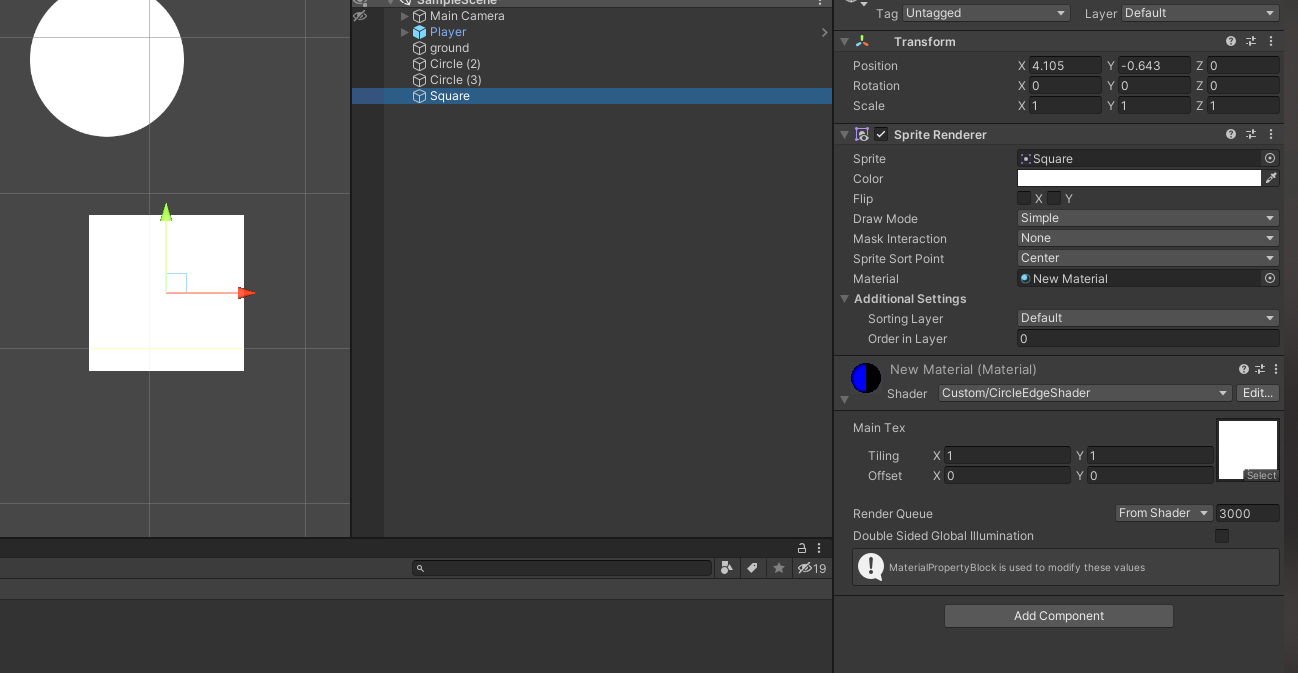 SampleScene
Main Camera
Player
ground
Circle (2)
Circle (3)
Square
19
Tag Untagged Layer Default
Transform
Position X 4.105 Y -0.643 Z 0
Rotation X 0 Y 0 Z 0
Scale X 1 Y 1 Z 1
Sprite Renderer
Sprite Square
Color
Flip X Y
Draw Mode Simple
Mask Interaction None
Sprite Sort Point Center
Material New Material
Additional Settings
Sorting Layer Default
Order in Layer 0
New Material (Material)
Shader Custom/CircleEdgeShader Edit...
Main Tex
Tiling X 1 Y 1
Offset X 0 Y 0
Select
Render Queue From Shader 3000
Double Sided Global Illumination
MaterialPropertyBlock is used to modify these values
Add Component